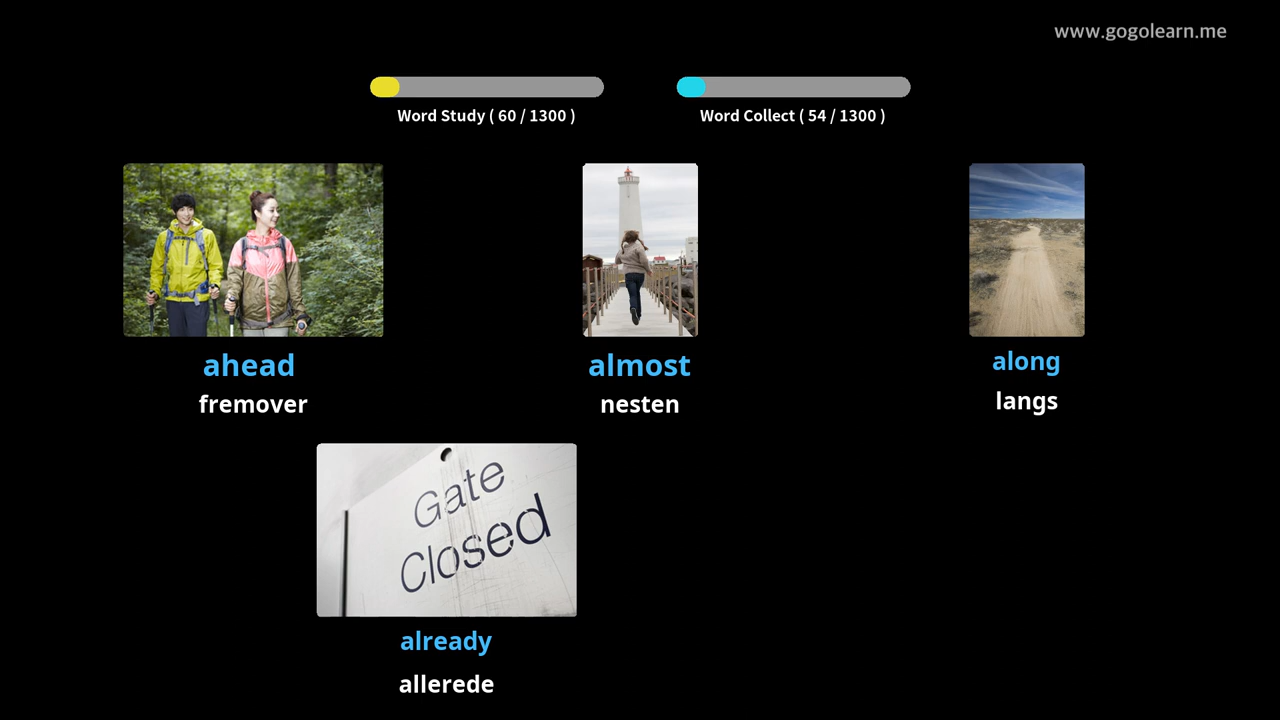 www.gogolearn.me
Word Study ( 60 / 1300 )
Word Collect ( 54 / 1300 )
ahead
fremover
almost
nesten
along
langs
Gate
Closed
already
allerede